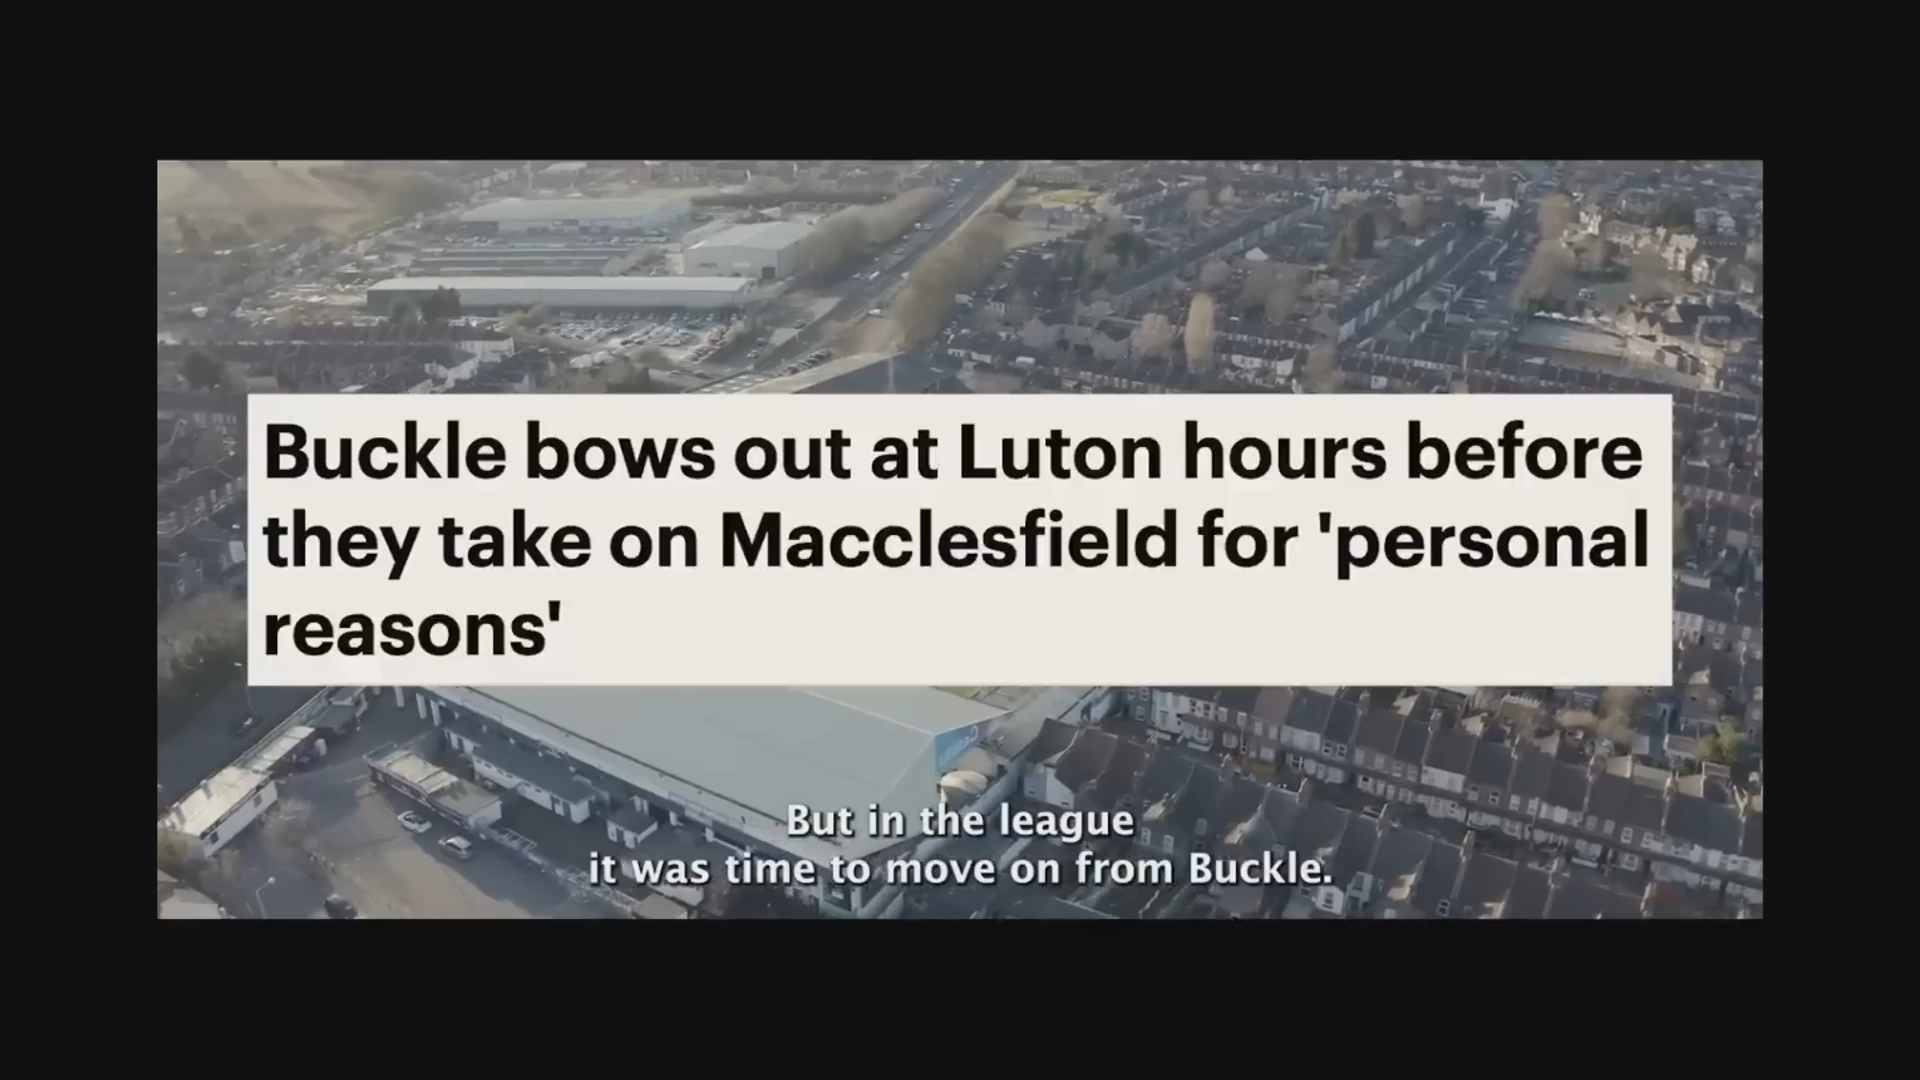 Buckle bows out at Luton hours before
they take on Macclesfield for 'personal
reasons'
But in the league
it was time to move on from Buckle.